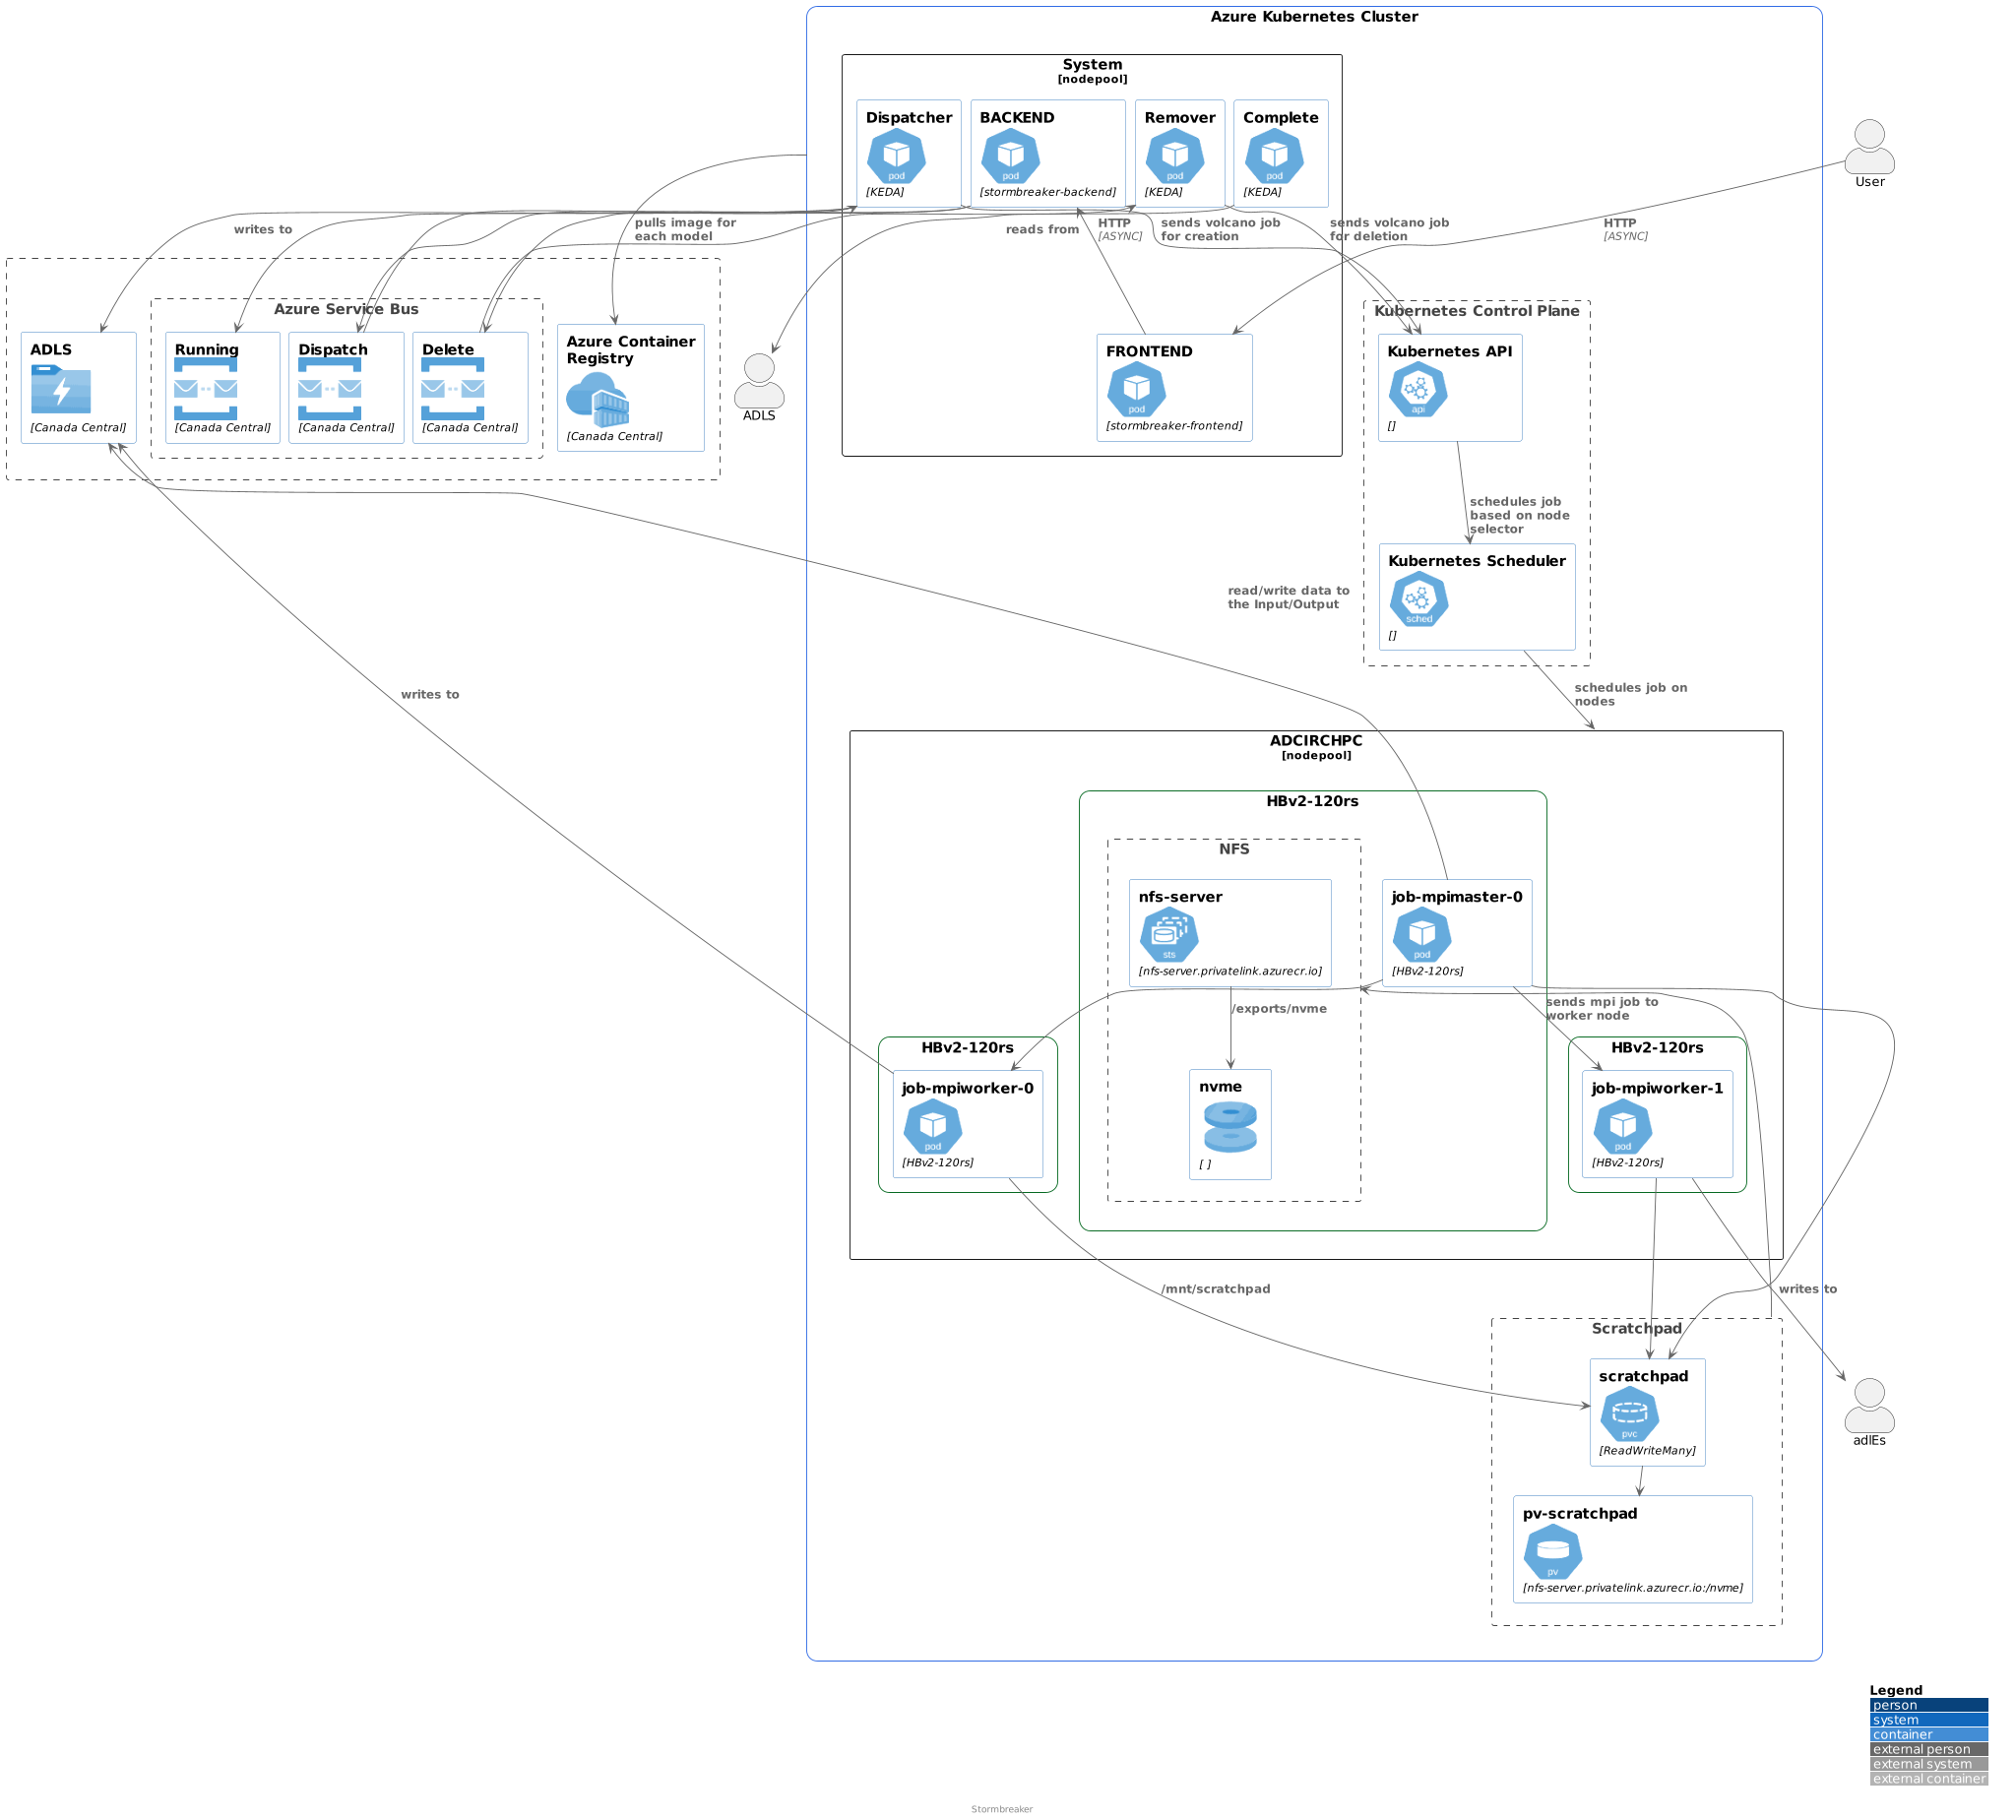 Azure Kubernetes Cluster
System
[nodepool]
Dispatcher
pod
[KEDA]
BACKEND
pod
[stormbreaker-backend]
Remover
pod
[KEDA]
Complete
pod
[KEDA]
User
writes to
pulls image for
each model
reads from
HTTP
[ASYNC]
sends volcano job
for creation
sends volcano job
for deletion
HTTP
[ASYNC]
Azure Service Bus
ADLS
[Canada Central]
Running
[Canada Central]
Dispatch
[Canada Central]
Delete
[Canada Central]
Azure Container
Registry
[Canada Central]
ADLS
FRONTEND
pod
[stormbreaker-frontend]
Kubernetes Control Plane
Kubernetes API
api
[]
schedules job
based on node
selector
Kubernetes Scheduler
sched
[]
read/write data to
the Input/Output
writes to
schedules job on
nodes
ADCIRCHPC
[nodepool]
HBv2-120rs
NFS
nfs-server
sts
[nfs-server.privatelink.azurecr.io]
job-mpimaster-0
pod
[HBv2-120rs]
/exports/nvme
sends mpi job to
worker node
HBv2-120rs
job-mpiworker-0
pod
[HBv2-120rs]
nvme
[ ]
HBv2-120rs
job-mpiworker-1
pod
[HBv2-120rs]
/mnt/scratchpad
writes to
Scratchpad
scratchpad
pvc
[ReadWriteMany]
adlEs
pv-scratchpad
pv
[nfs-server.privatelink.azurecr.io:/nvme]
Legend
person
system
container
external person
external system
external container
Stormbreaker